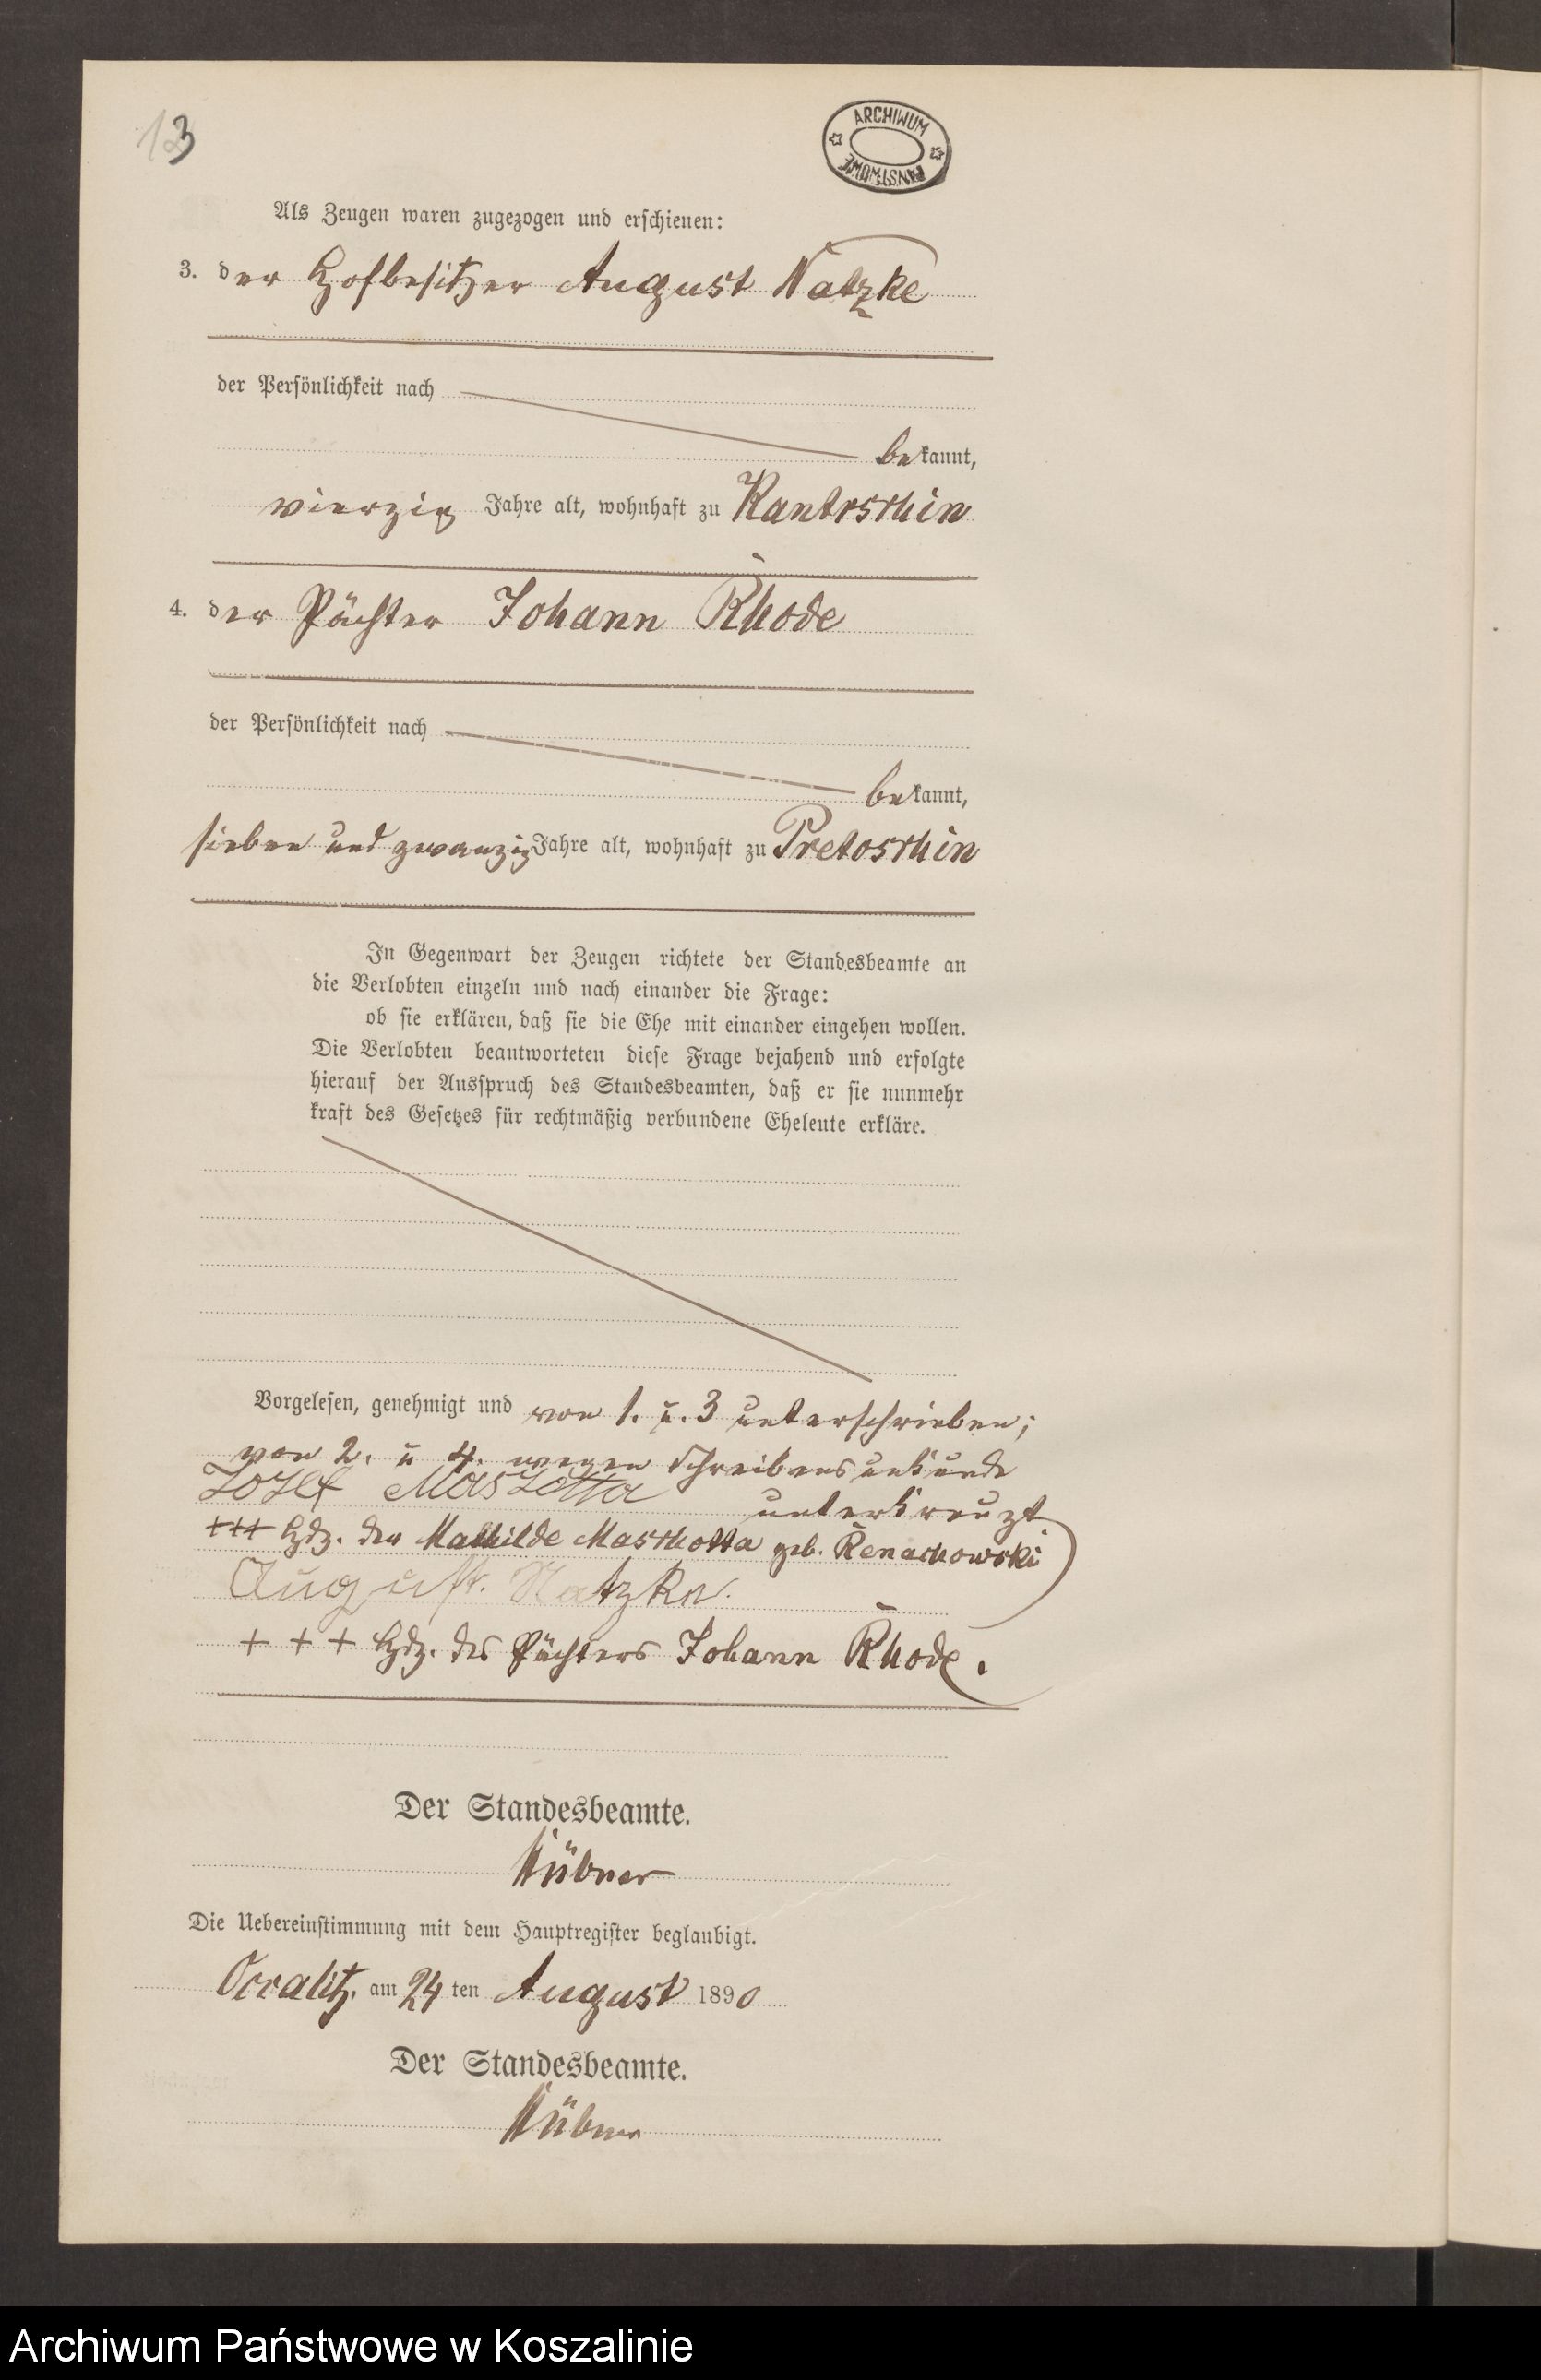 13
ARCHIWUM PAŃSTWOWE
Als Zeugen waren zugezogen und erschienen:
3. der Hofbesitzer August Natzke
der Persönlichkeit nach
bekannt,
vierzig Jahre alt, wohnhaft zu Kantrschin
4. der Pächter Johann Rhode
der Persönlichkeit nach
bekannt,
sieben und zwanzig Jahre alt, wohnhaft zu Pretoschin
In Gegenwart der Zeugen richtete der Standesbeamte an
die Verlobten einzeln und nach einander die Frage:
ob sie erklären, daß sie die Ehe mit einander eingehen wollen.
Die Verlobten beantworteten diese Frage bejahend und erfolgte
hierauf der Ausspruch des Standesbeamten, daß er sie nunmehr
kraft des Gesetzes für rechtmäßig verbundene Eheleute erkläre.
Vorgelesen, genehmigt und von 1. u. 3 unterschrieben;
von 2. u 4. wegen Schreibensunkunde
unterkreuzt
Jozef Maszotta
+++ Hdz. der Mathilde Maschotta geb. Renachowski
August. Natzke.
+ + + Hdz. des Pächters Johann Rhode.
Der Standesbeamte.
Hübner
Die Uebereinstimmung mit dem Hauptregister beglaubigt.
Occalitz, am 24 ten August 1890
Der Standesbeamte.
Hübner
Archiwum Państwowe w Koszalinie